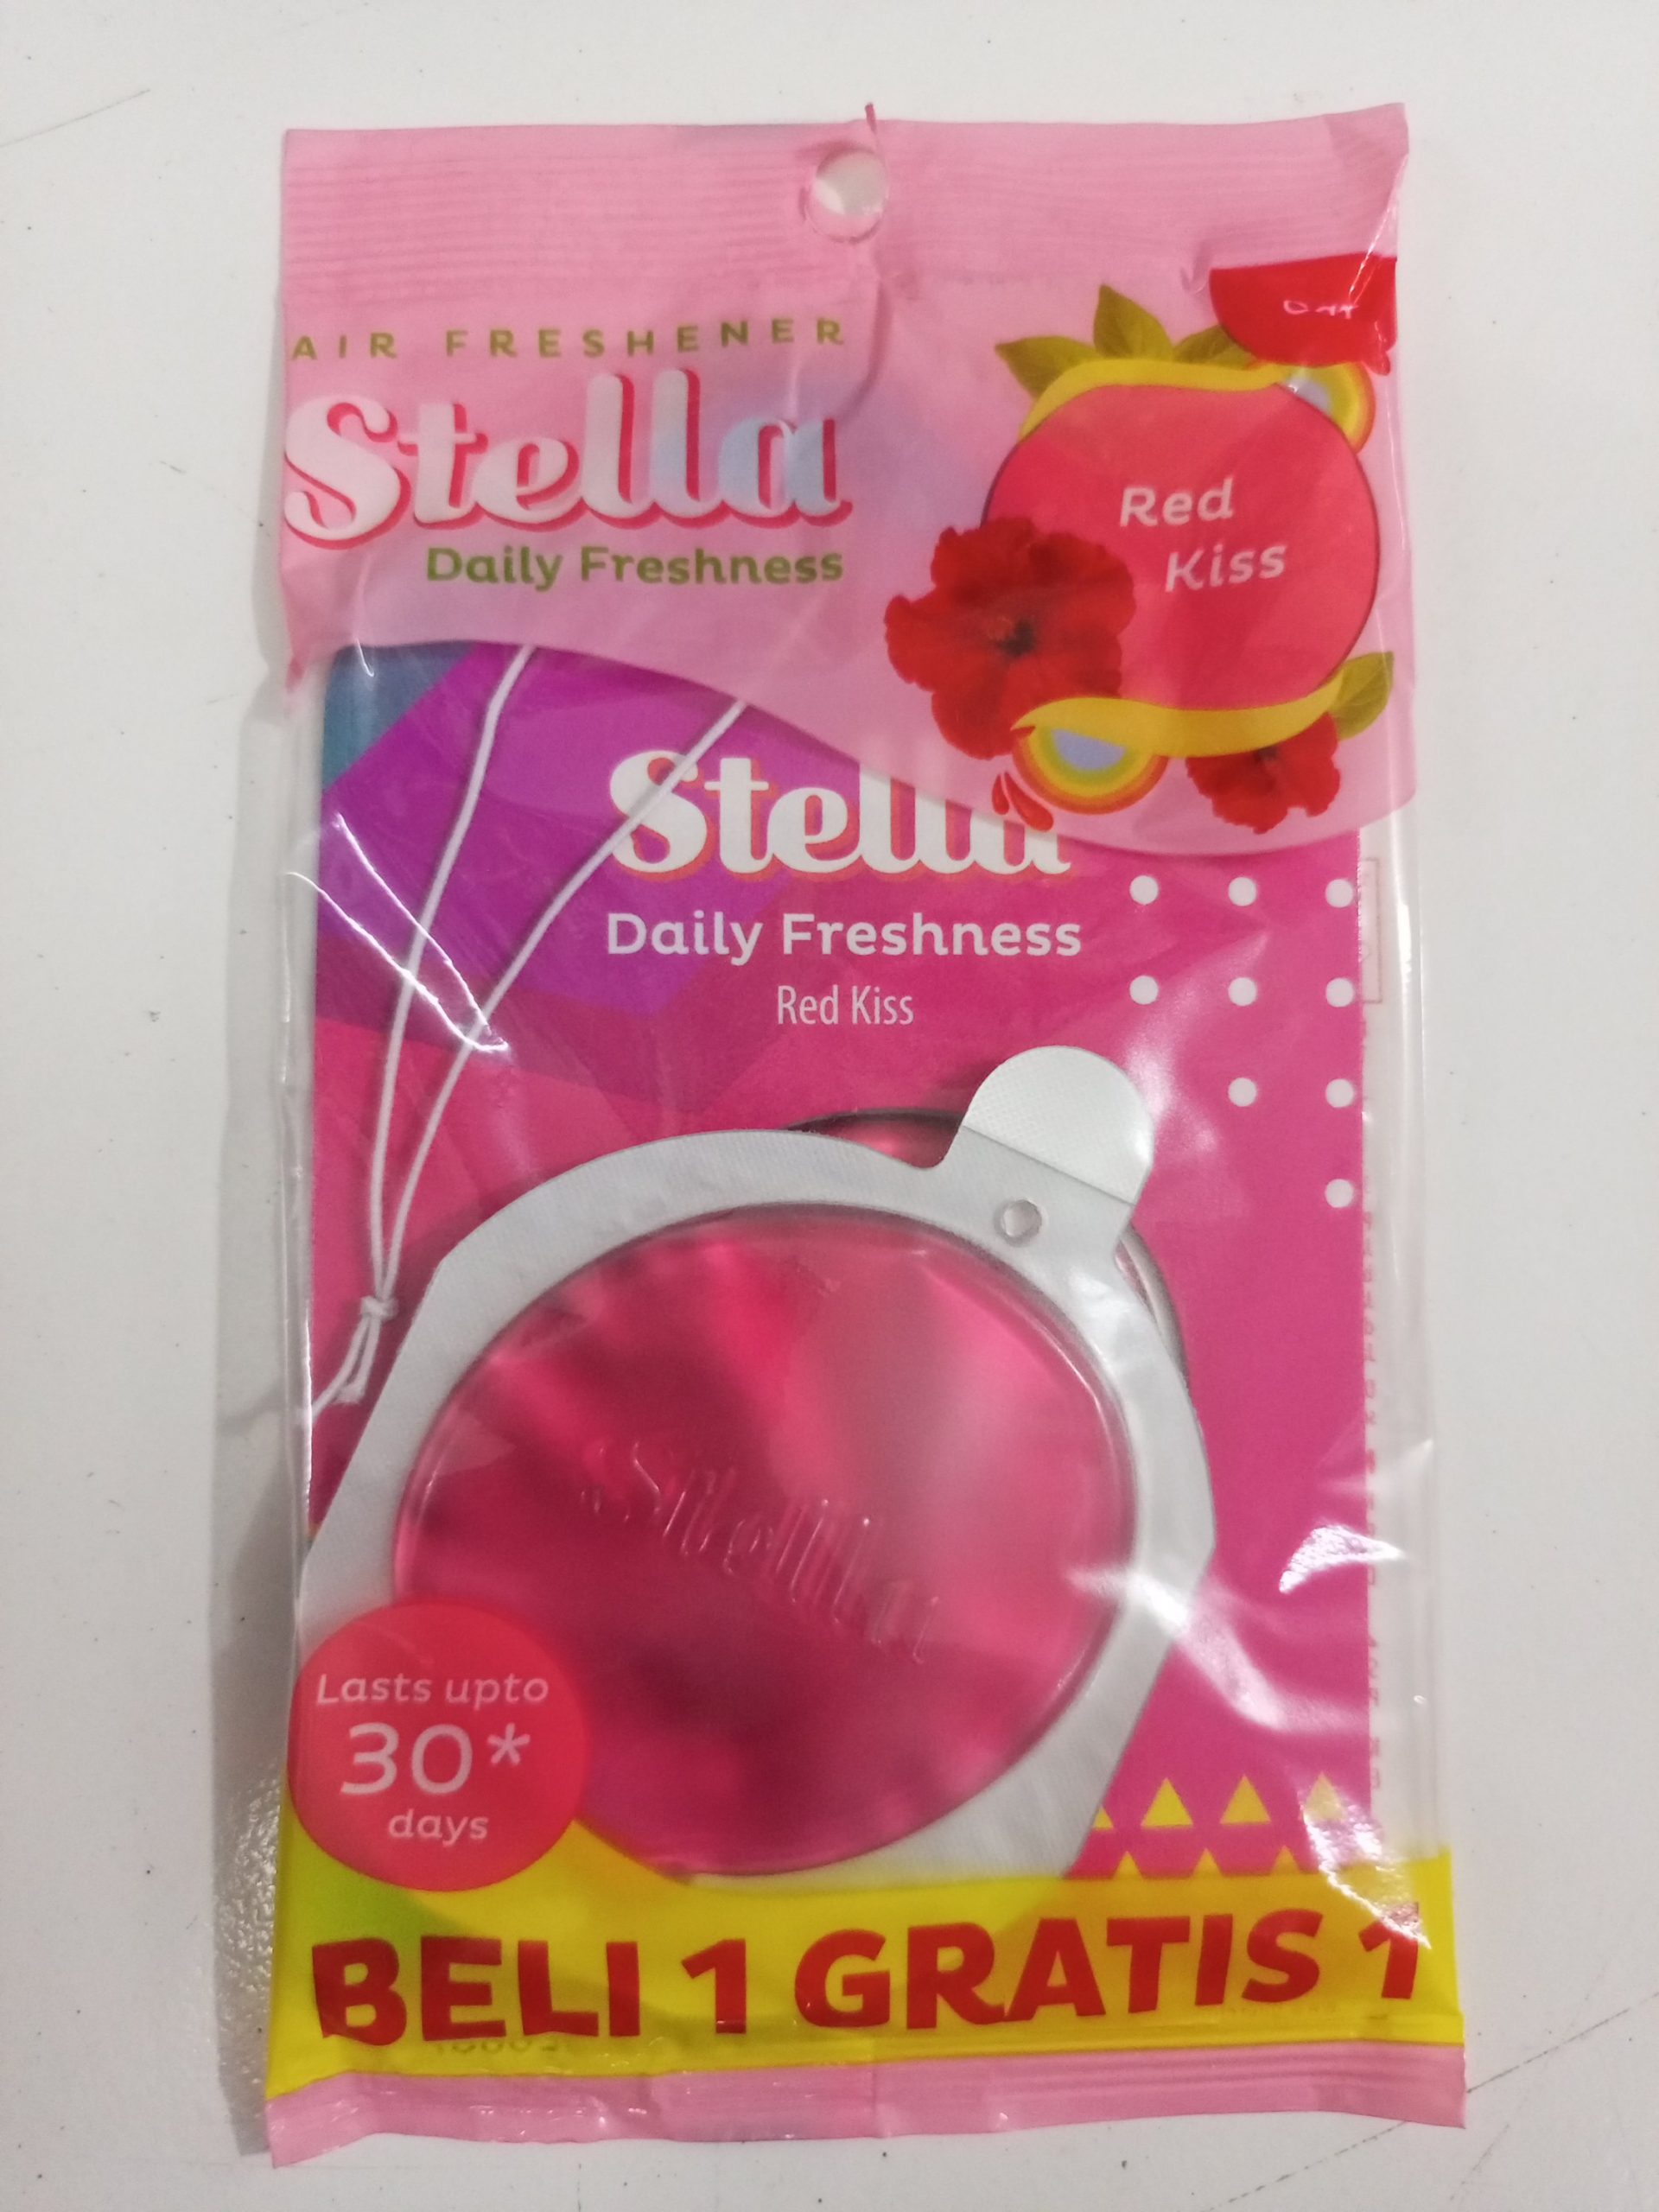 AIR FRESHENER
Stella
Daily Freshness
Red
Kiss
Stella
Daily Freshness
Red Kiss
Stella
Lasts upto
30*
days
BELI 1 GRATIS 1